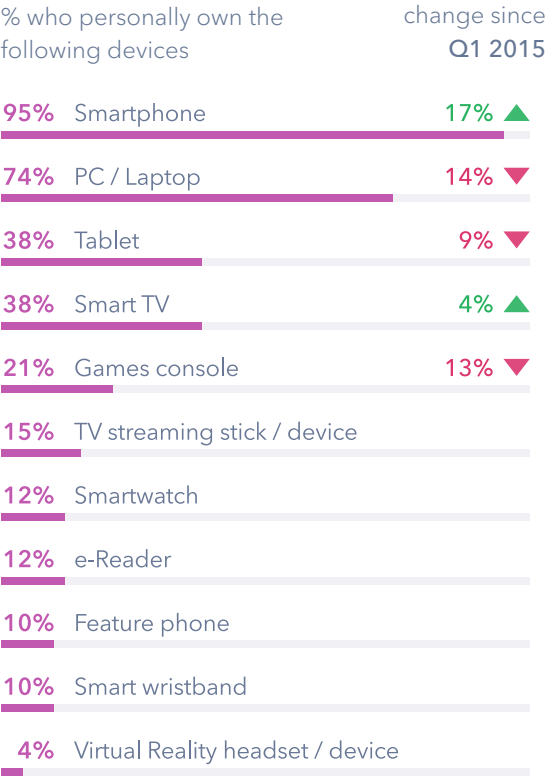 % who personally own the
following devices
change since
Q1 2015
95% Smartphone 17%
74% PC / Laptop 14%
38% Tablet 9%
38% Smart TV 4%
21% Games console 13%
15% TV streaming stick / device
12% Smartwatch
12% e-Reader
10% Feature phone
10% Smart wristband
4% Virtual Reality headset / device